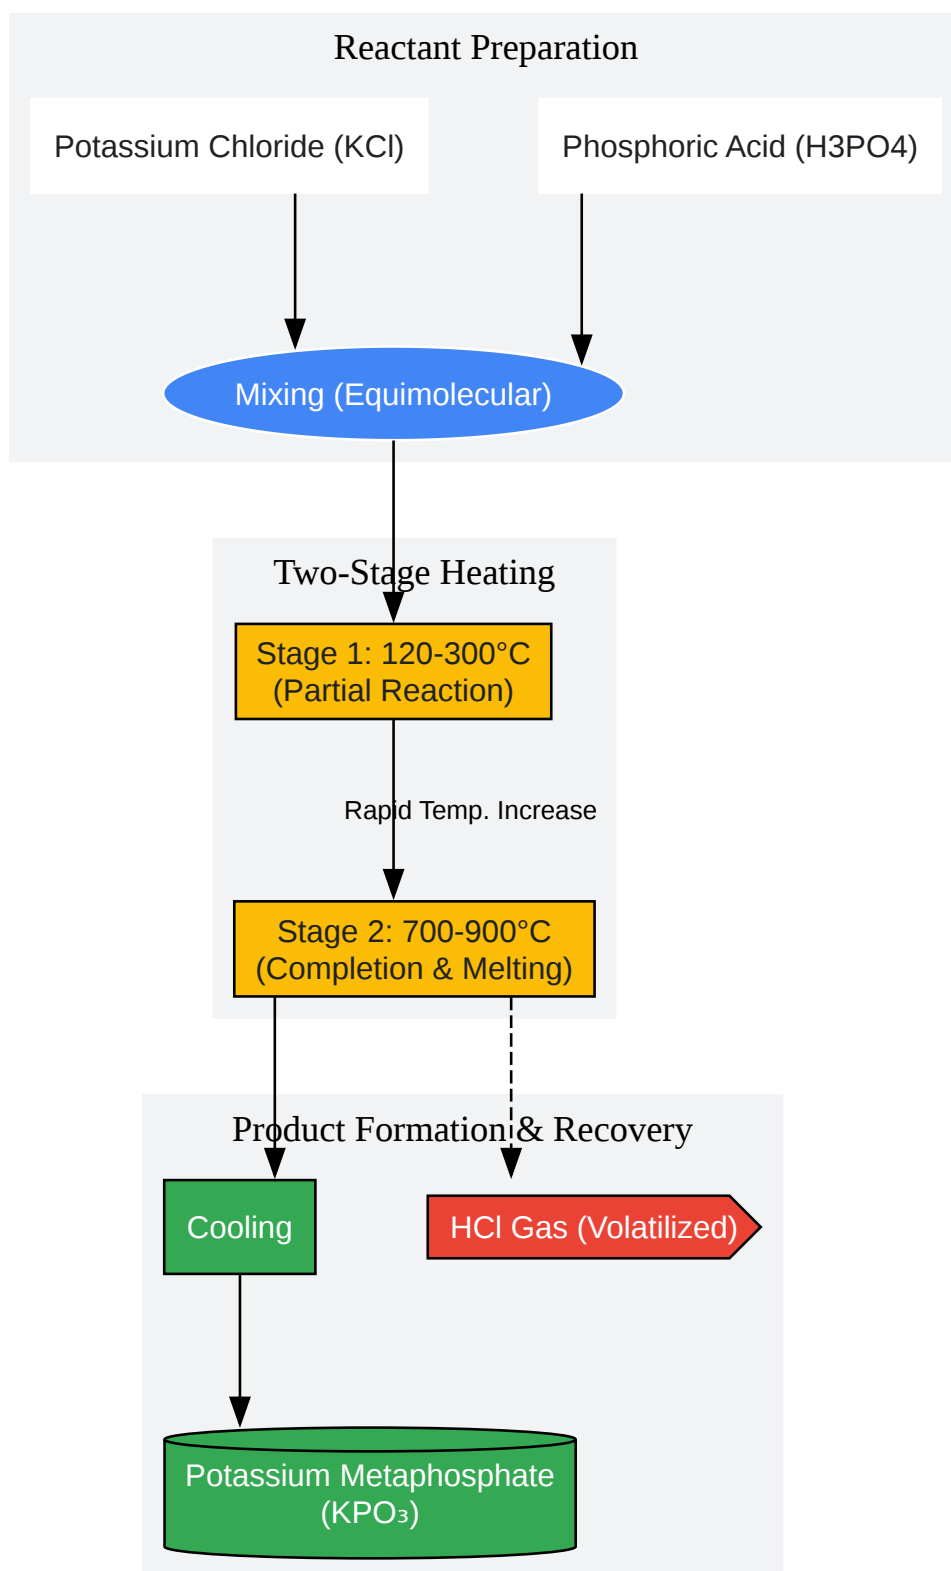 Reactant Preparation
Potassium Chloride (KCl)
Phosphoric Acid (H3PO4)
Mixing (Equimolecular)
Two-Stage Heating
Stage 1: 120-300°C
(Partial Reaction)
Rapid Temp. Increase
Stage 2: 700-900°C
(Completion & Melting)
Product Formation & Recovery
Cooling
HCl Gas (Volatilized)
Potassium Metaphosphate
(KPO₃)